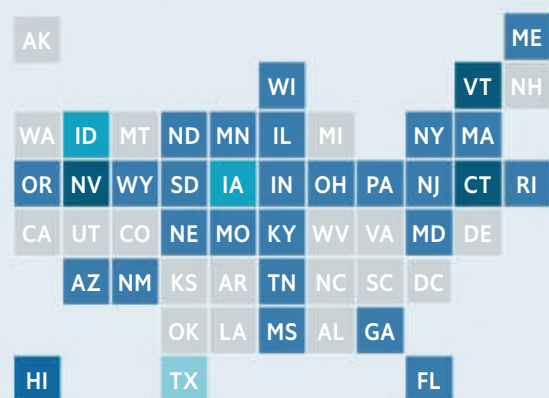 AK ME
WI VT NH
WA ID MT ND MN IL MI NY MA
OR NV WY SD IA IN OH PA NJ CT RI
CA UT CO NE MO KY WV VA MD DE
AZ NM KS AR TN NC SC DC
OK LA MS AL GA
HI TX FL